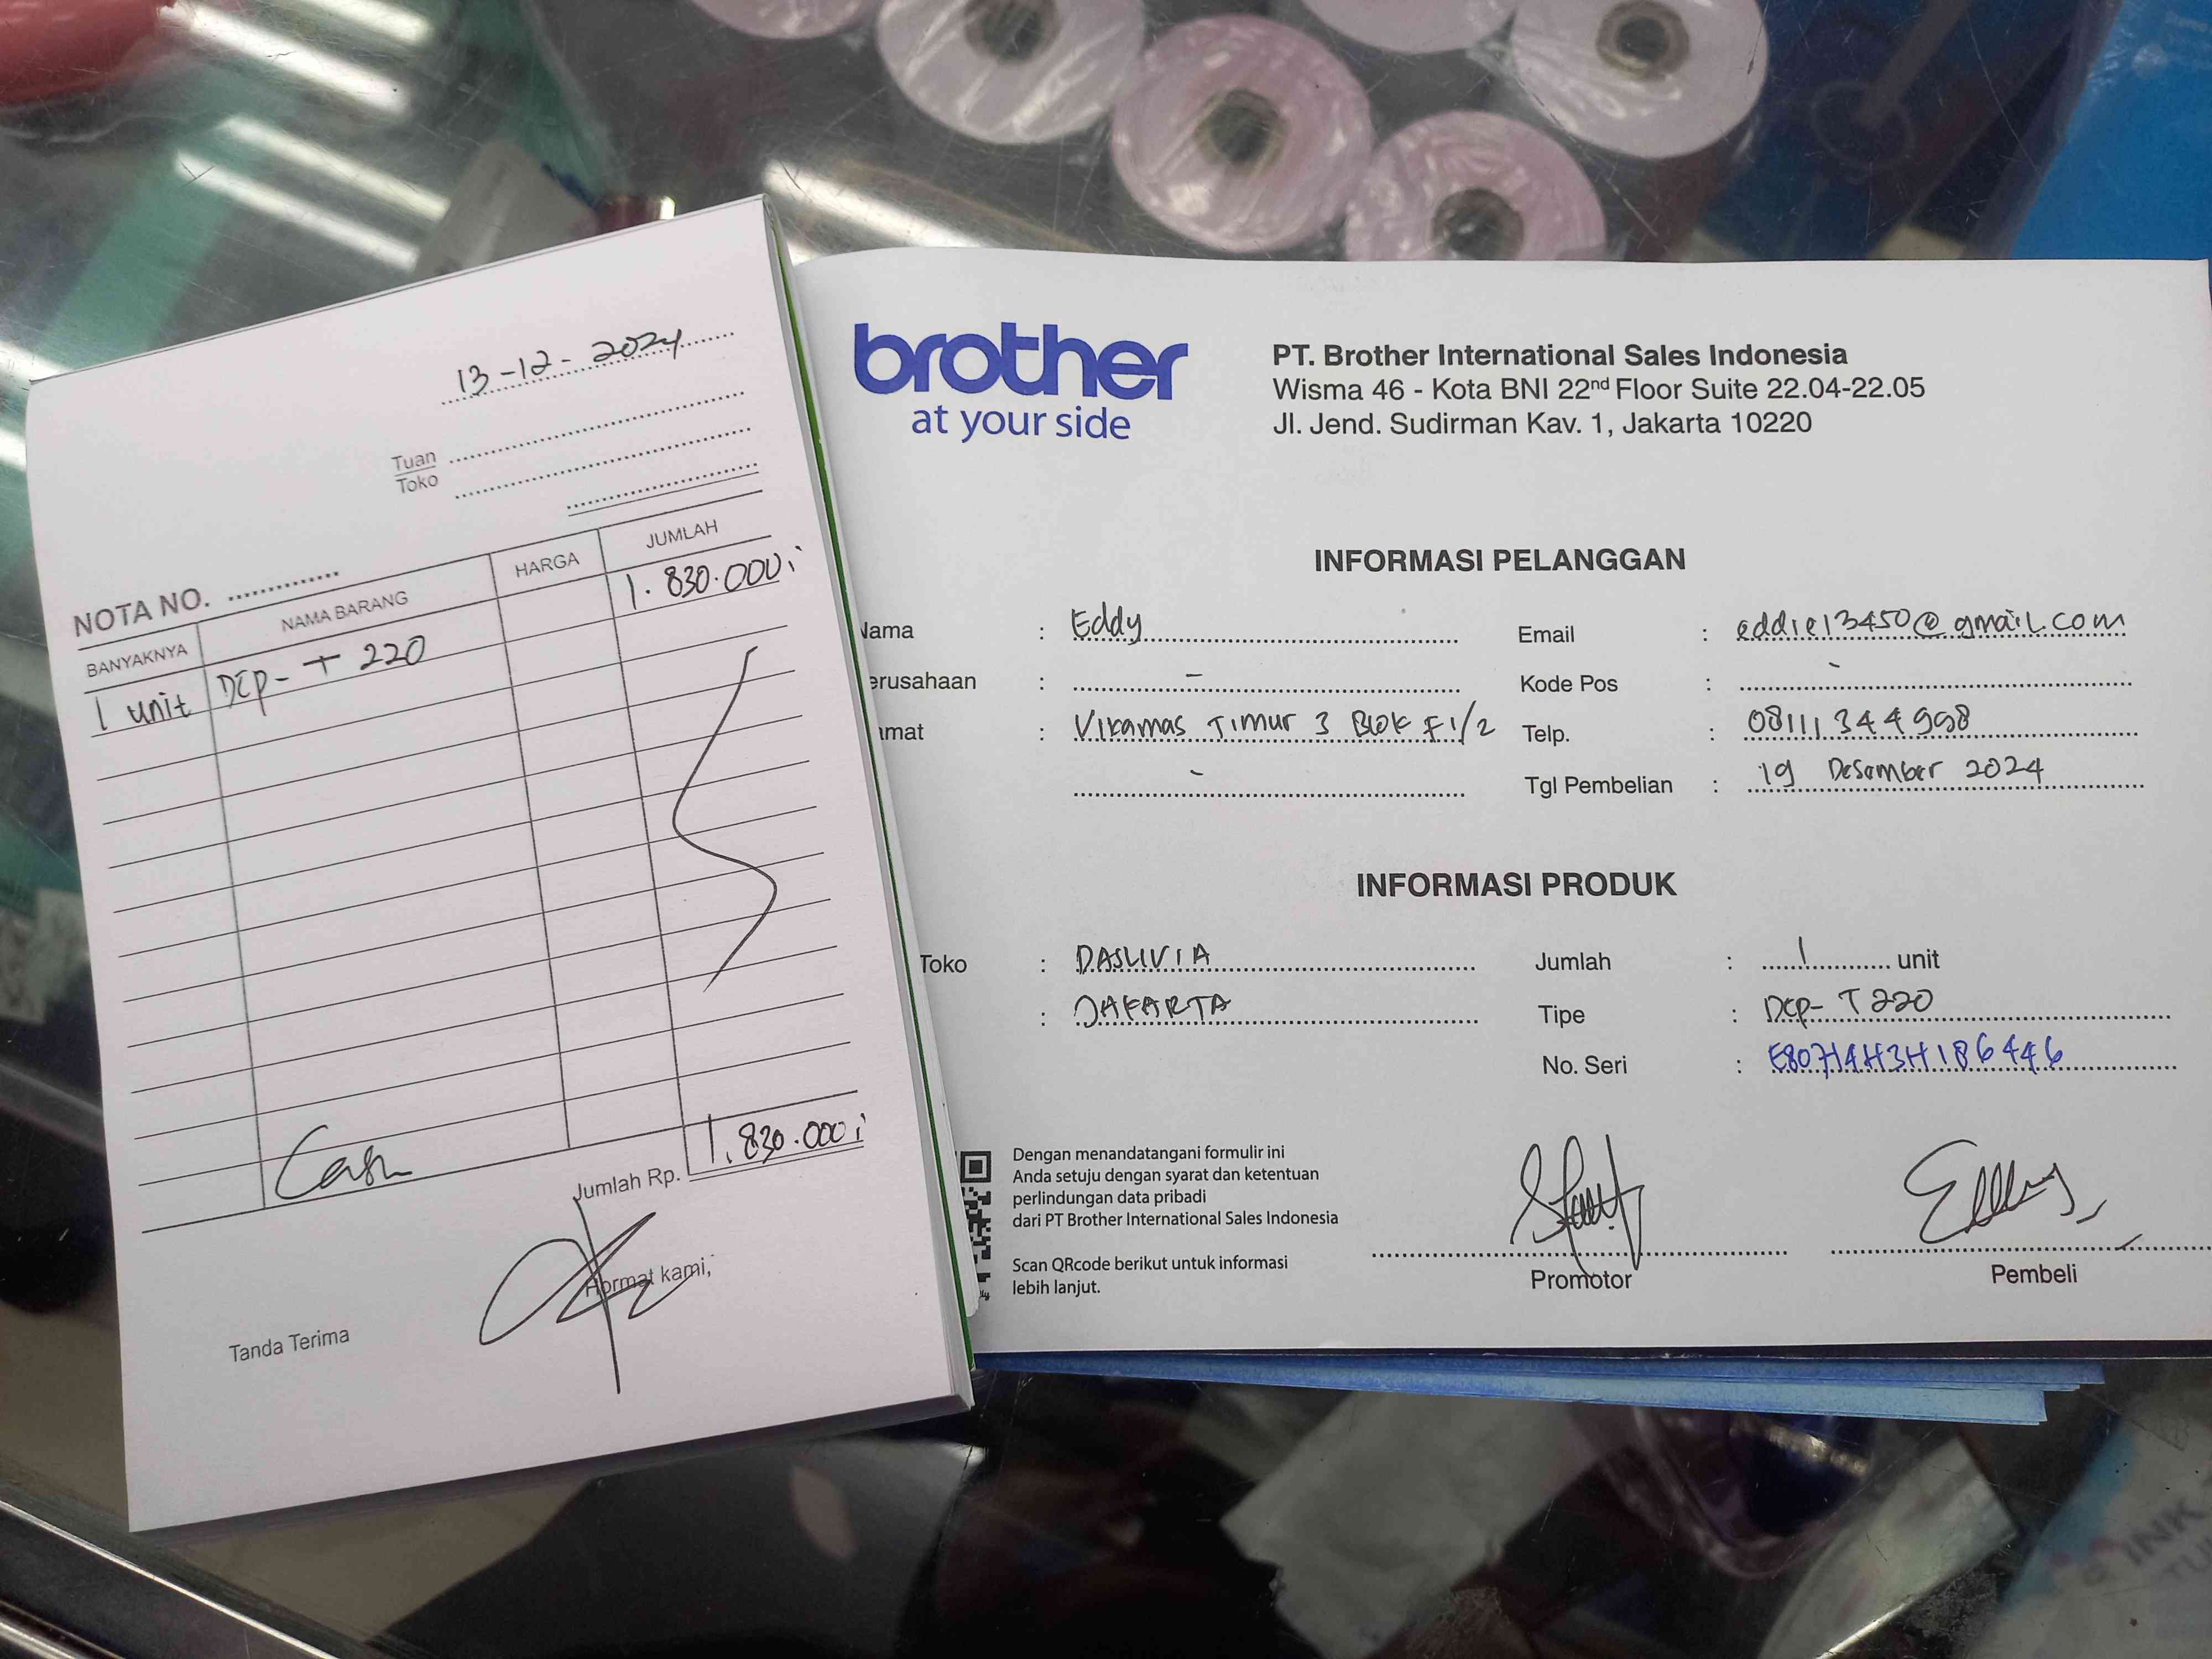 13-12-2024
Tuan
Toko
NOTA NO.
BANYAKNYA NAMA BARANG HARGA JUMLAH
1 unit DCP-T 220 1.830.000
Cash
Jumlah Rp. 1.830.000
Tanda Terima Hormat kami,
brother
at your side
PT. Brother International Sales Indonesia
Wisma 46 - Kota BNI 22nd Floor Suite 22.04-22.05
Jl. Jend. Sudirman Kav. 1, Jakarta 10220
INFORMASI PELANGGAN
Nama : Eddy
Email : eddie13450@gmail.com
erusahaan : -
Kode Pos : -
amat : Vikamas Timur 3 Blok F1/2
Telp. : 08111344998
-
Tgl Pembelian : 19 Desember 2024
INFORMASI PRODUK
Toko : DASLIVIA
Jumlah : 1 unit
: JAKARTA
Tipe : DCP-T220
No. Seri : E80714H3H186446
Dengan menandatangani formulir ini
Anda setuju dengan syarat dan ketentuan
perlindungan data pribadi
dari PT Brother International Sales Indonesia
Scan QRcode berikut untuk informasi
lebih lanjut.
Promotor
Pembeli
INK